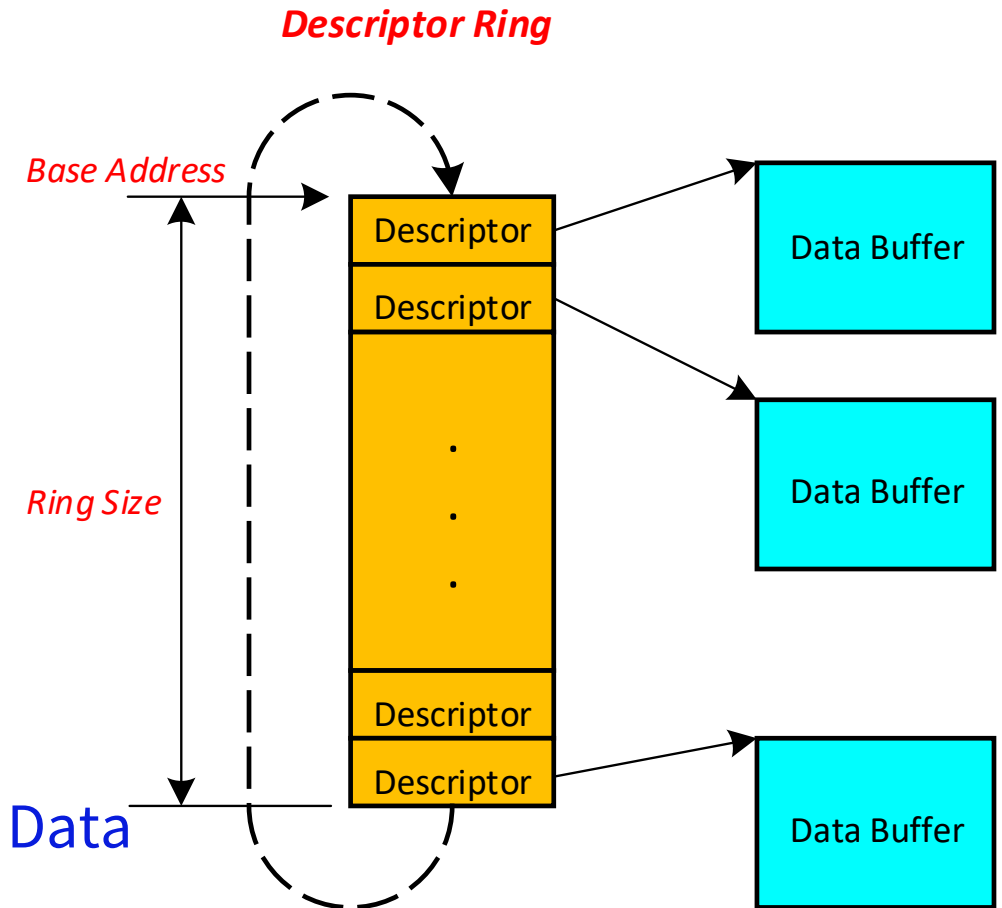 Descriptor Ring
Base Address
Descriptor
Data Buffer
Descriptor
Data Buffer
Ring Size
.
.
.
Descriptor
Descriptor
Data
Data Buffer